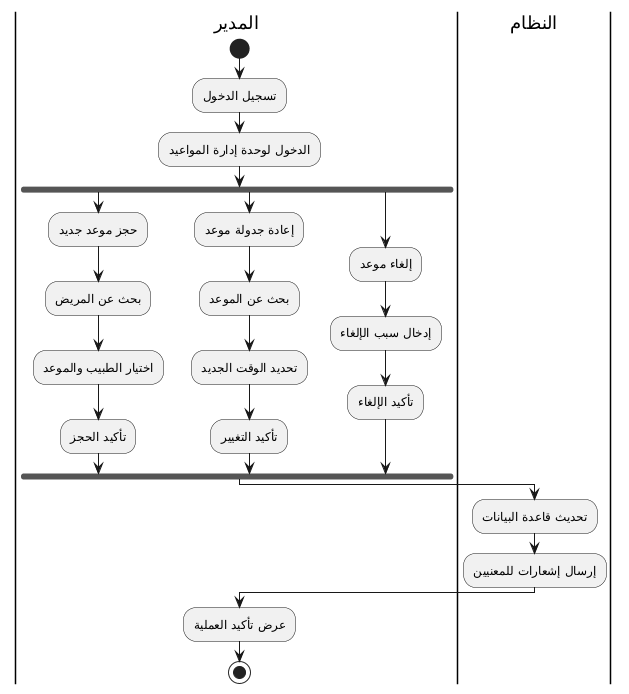 المدير
النظام
تسجيل الدخول
الدخول لوحدة إدارة المواعيد
حجز موعد جديد
بحث عن المريض
اختيار الطبيب والموعد
تأكيد الحجز
إعادة جدولة موعد
بحث عن الموعد
تحديد الوقت الجديد
تأكيد التغيير
إلغاء موعد
إدخال سبب الإلغاء
تأكيد الإلغاء
تحديث قاعدة البيانات
إرسال إشعارات للمعنيين
عرض تأكيد العملية